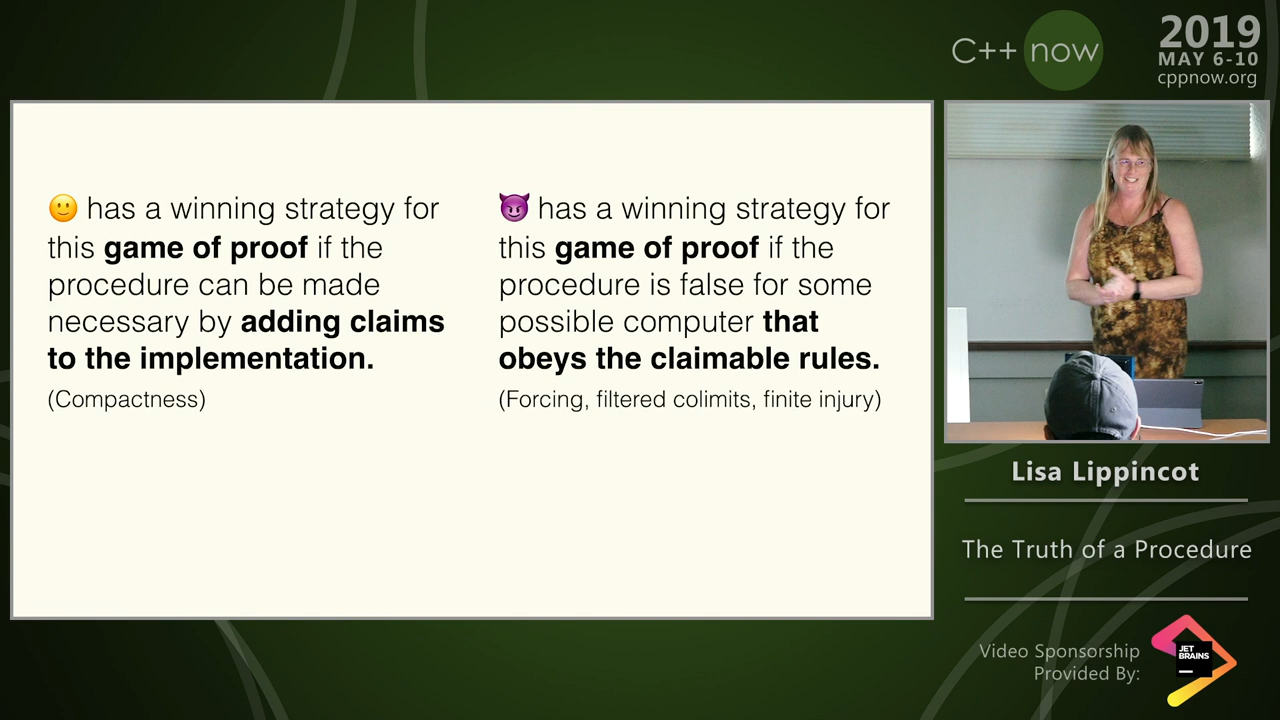 C++ now
2019
MAY 6-10
cppnow.org
🙂 has a winning strategy for
this game of proof if the
procedure can be made
necessary by adding claims
to the implementation.
(Compactness)
😈 has a winning strategy for
this game of proof if the
procedure is false for some
possible computer that
obeys the claimable rules.
(Forcing, filtered colimits, finite injury)
Lisa Lippincot
The Truth of a Procedure
Video Sponsorship
Provided By:
JET
BRAINS